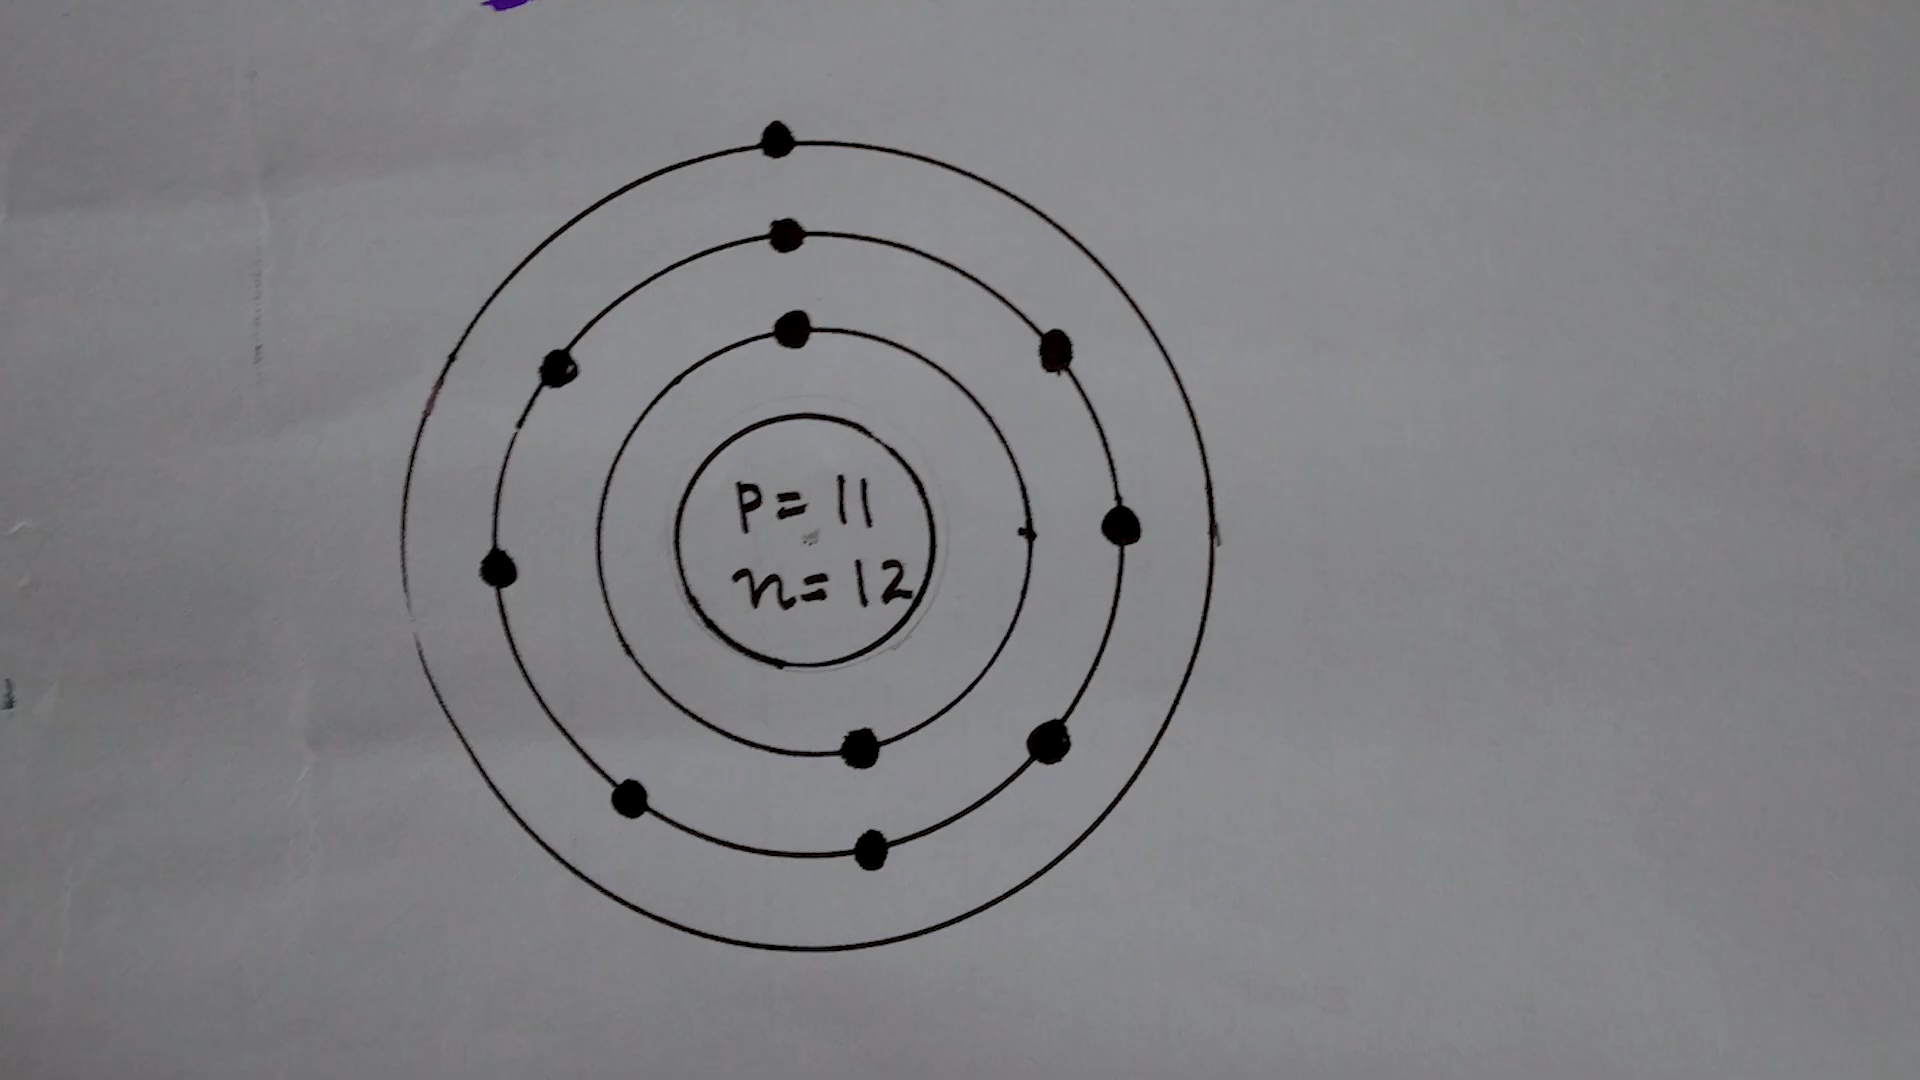 P = 11
n = 12